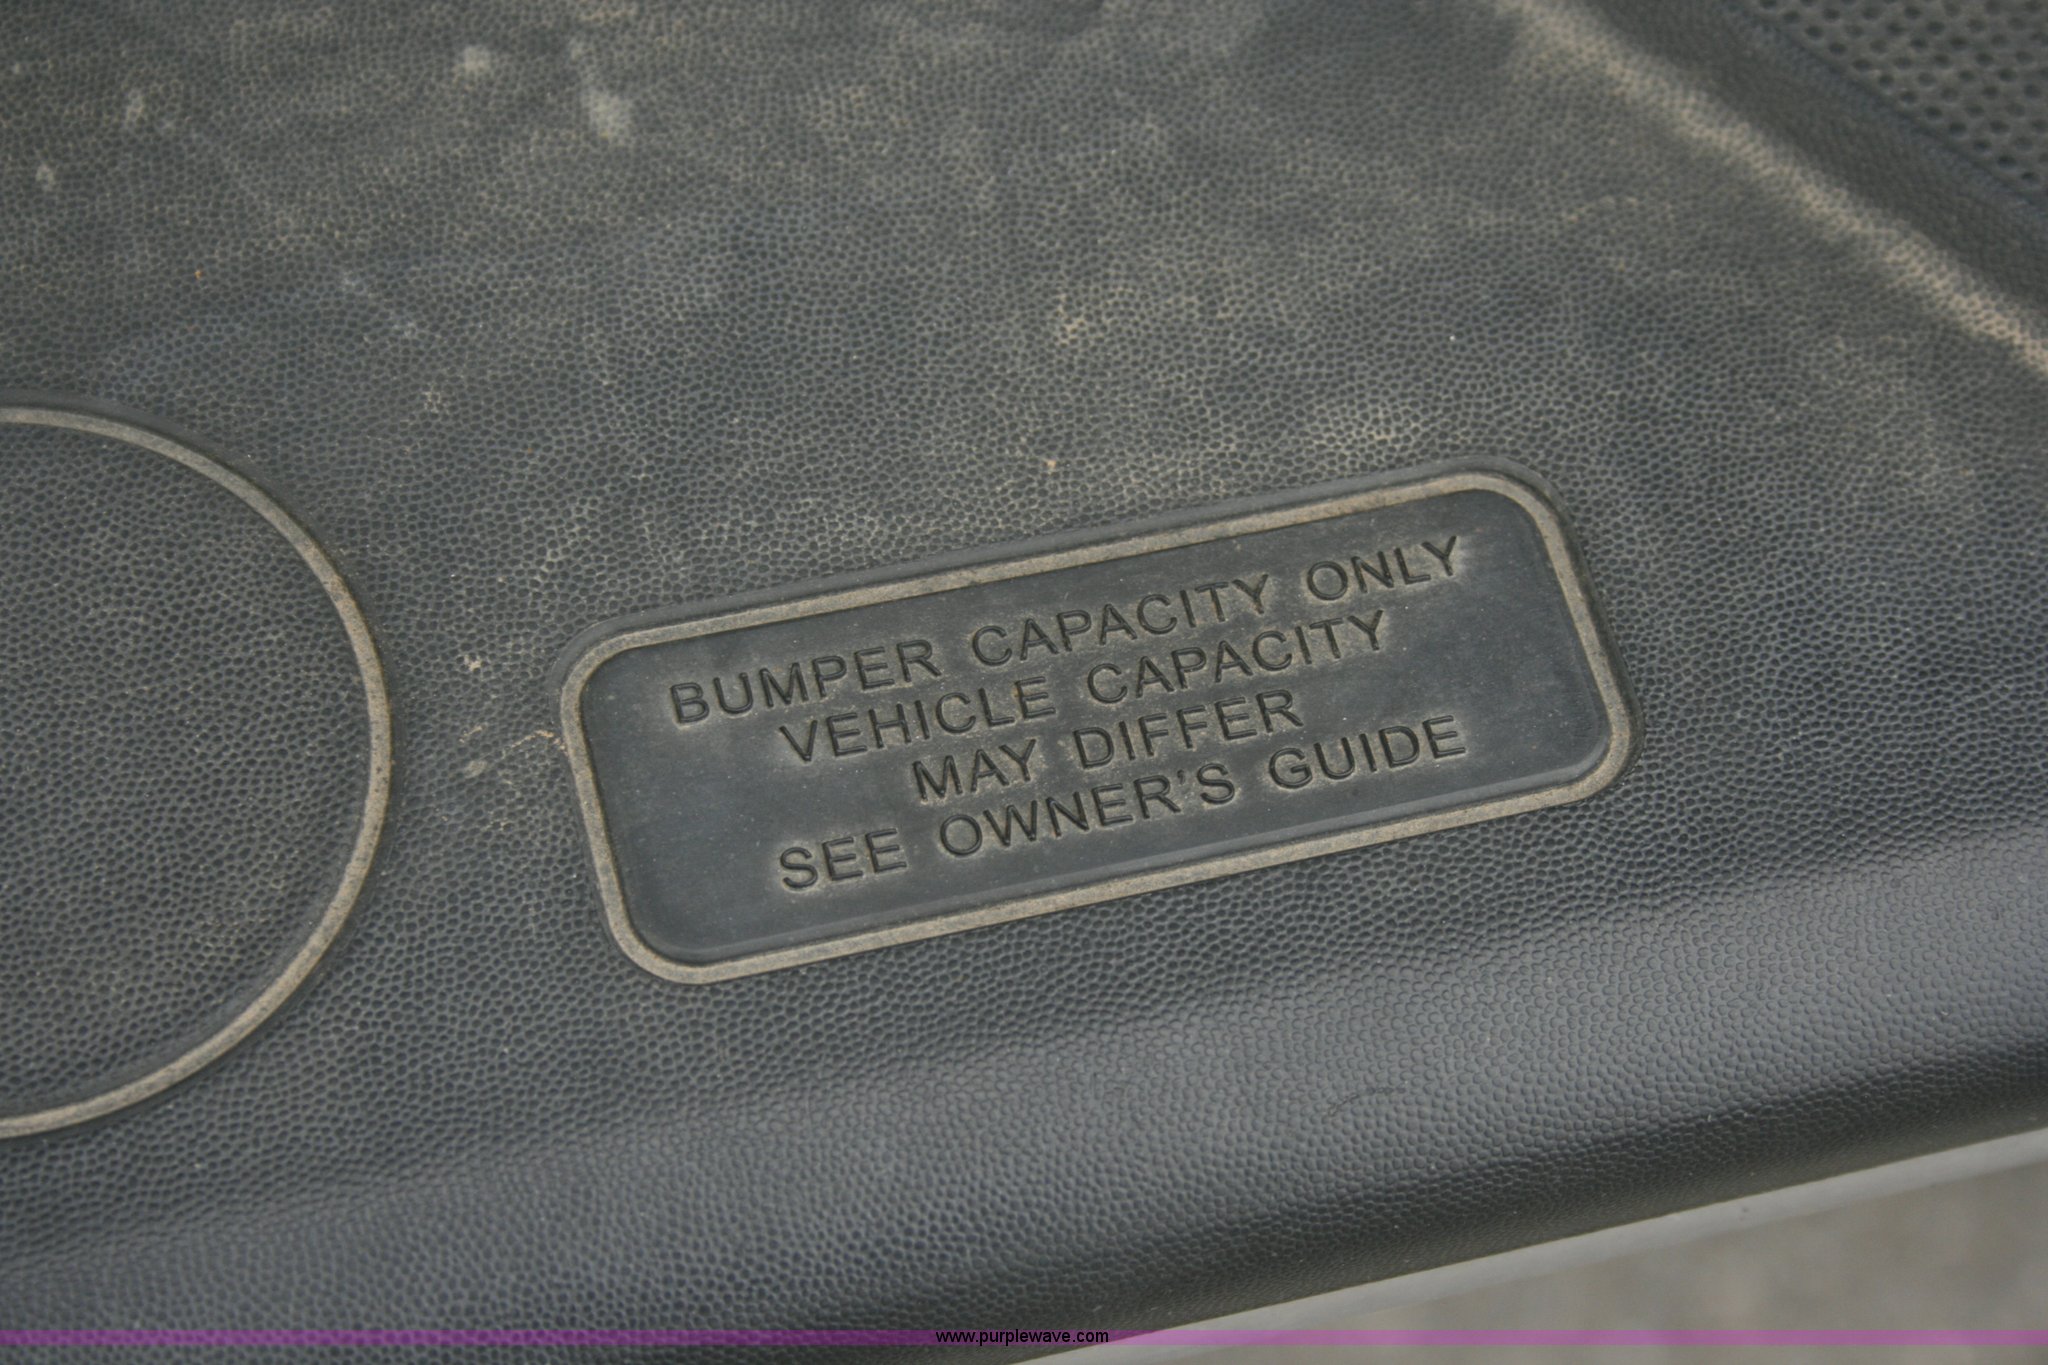 BUMPER CAPACITY ONLY
VEHICLE CAPACITY
MAY DIFFER
SEE OWNER'S GUIDE
www.purplewave.com